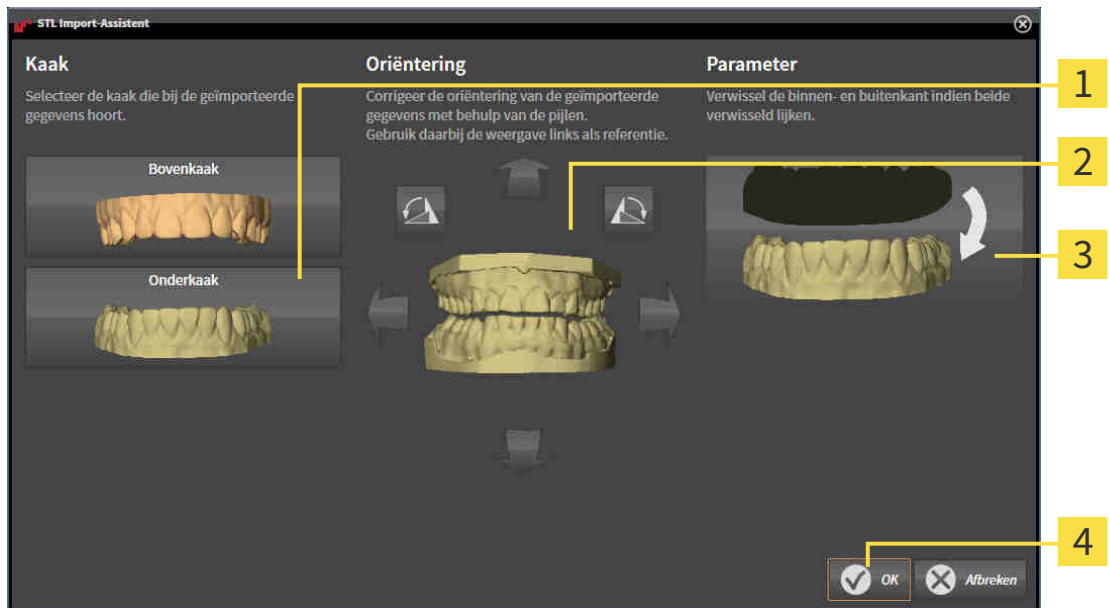 STL Import-Assistent
Kaak
Selecteer de kaak die bij de geïmporteerde
gegevens hoort.
Bovenkaak
Onderkaak
Oriëntering
Corrigeer de oriëntering van de geïmporteerde
gegevens met behulp van de pijlen.
Gebruik daarbij de weergave links als referentie.
Parameter
Verwissel de binnen- en buitenkant indien beide
verwisseld lijken.
1
2
3
4
OK
Afbreken